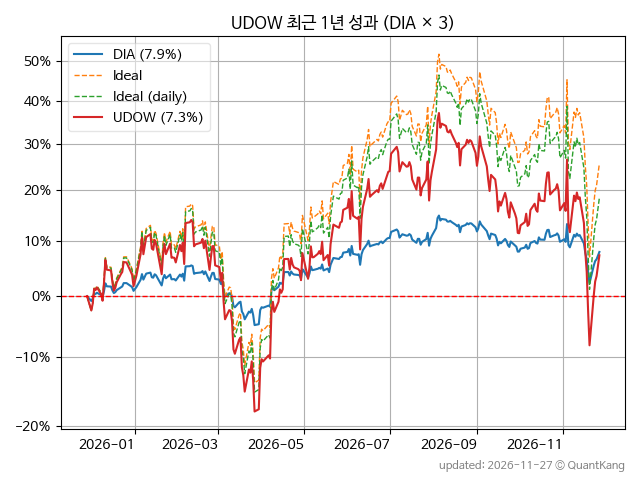 UDOW 최근 1년 성과 (DIA × 3)
DIA (7.9%)
Ideal
Ideal (daily)
UDOW (7.3%)
50%
40%
30%
20%
10%
0%
−10%
−20%
2026-01 2026-03 2026-05 2026-07 2026-09 2026-11
updated: 2026-11-27 © QuantKang